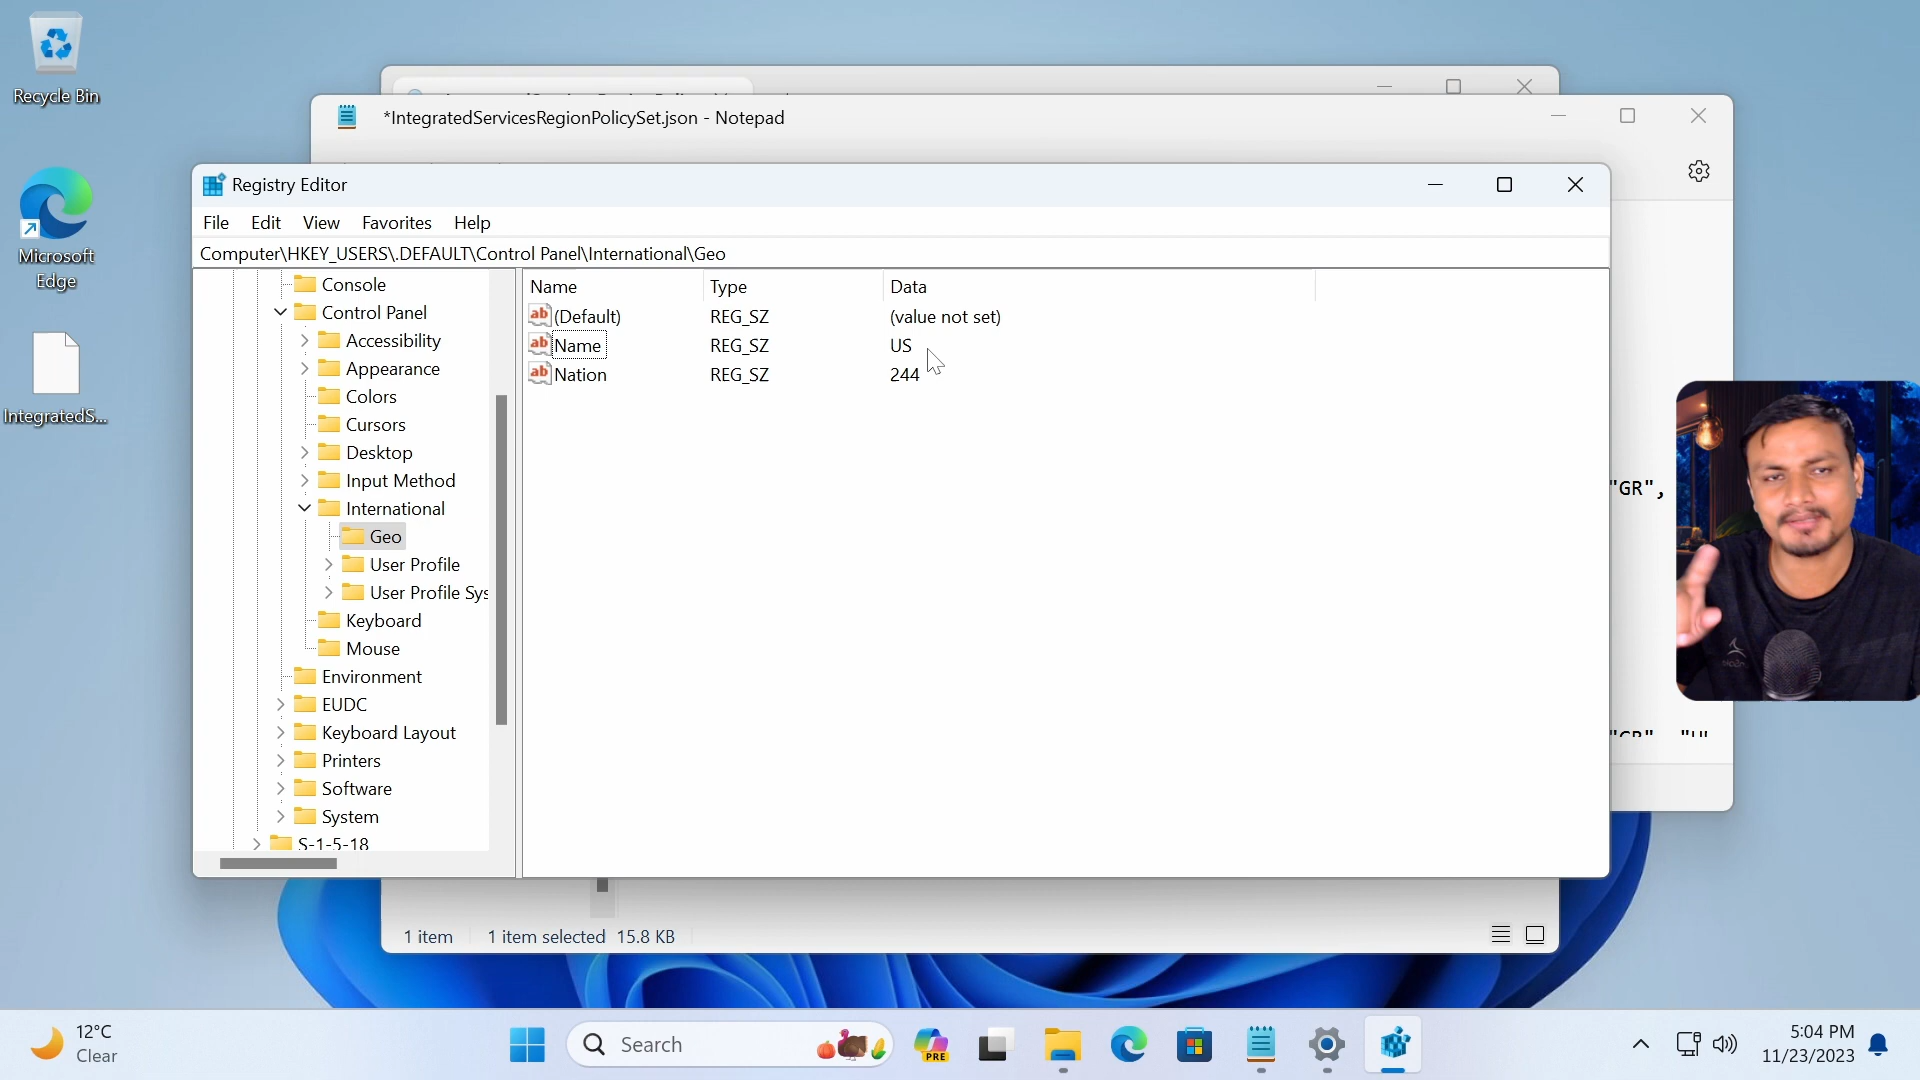 Recycle Bin
Microsoft
Edge
IntegratedS...
*IntegratedServicesRegionPolicySet.json - Notepad
Registry Editor
File Edit View Favorites Help
Computer\HKEY_USERS\.DEFAULT\Control Panel\International\Geo
Console
Control Panel
Accessibility
Appearance
Colors
Cursors
Desktop
Input Method
International
Geo
User Profile
User Profile Sys
Keyboard
Mouse
Environment
EUDC
Keyboard Layout
Printers
Software
System
S-1-5-18
Name Type Data
ab (Default) REG_SZ (value not set)
ab Name REG_SZ US
ab Nation REG_SZ 244
"GR",
1 item 1 item selected 15.8 KB
12°C
Clear
Search
PRE
5:04 PM
11/23/2023